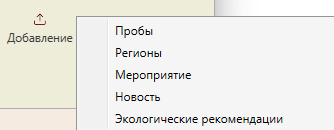 Добавление
Пробы
Регионы
Мероприятие
Новость
Экологические рекомендации